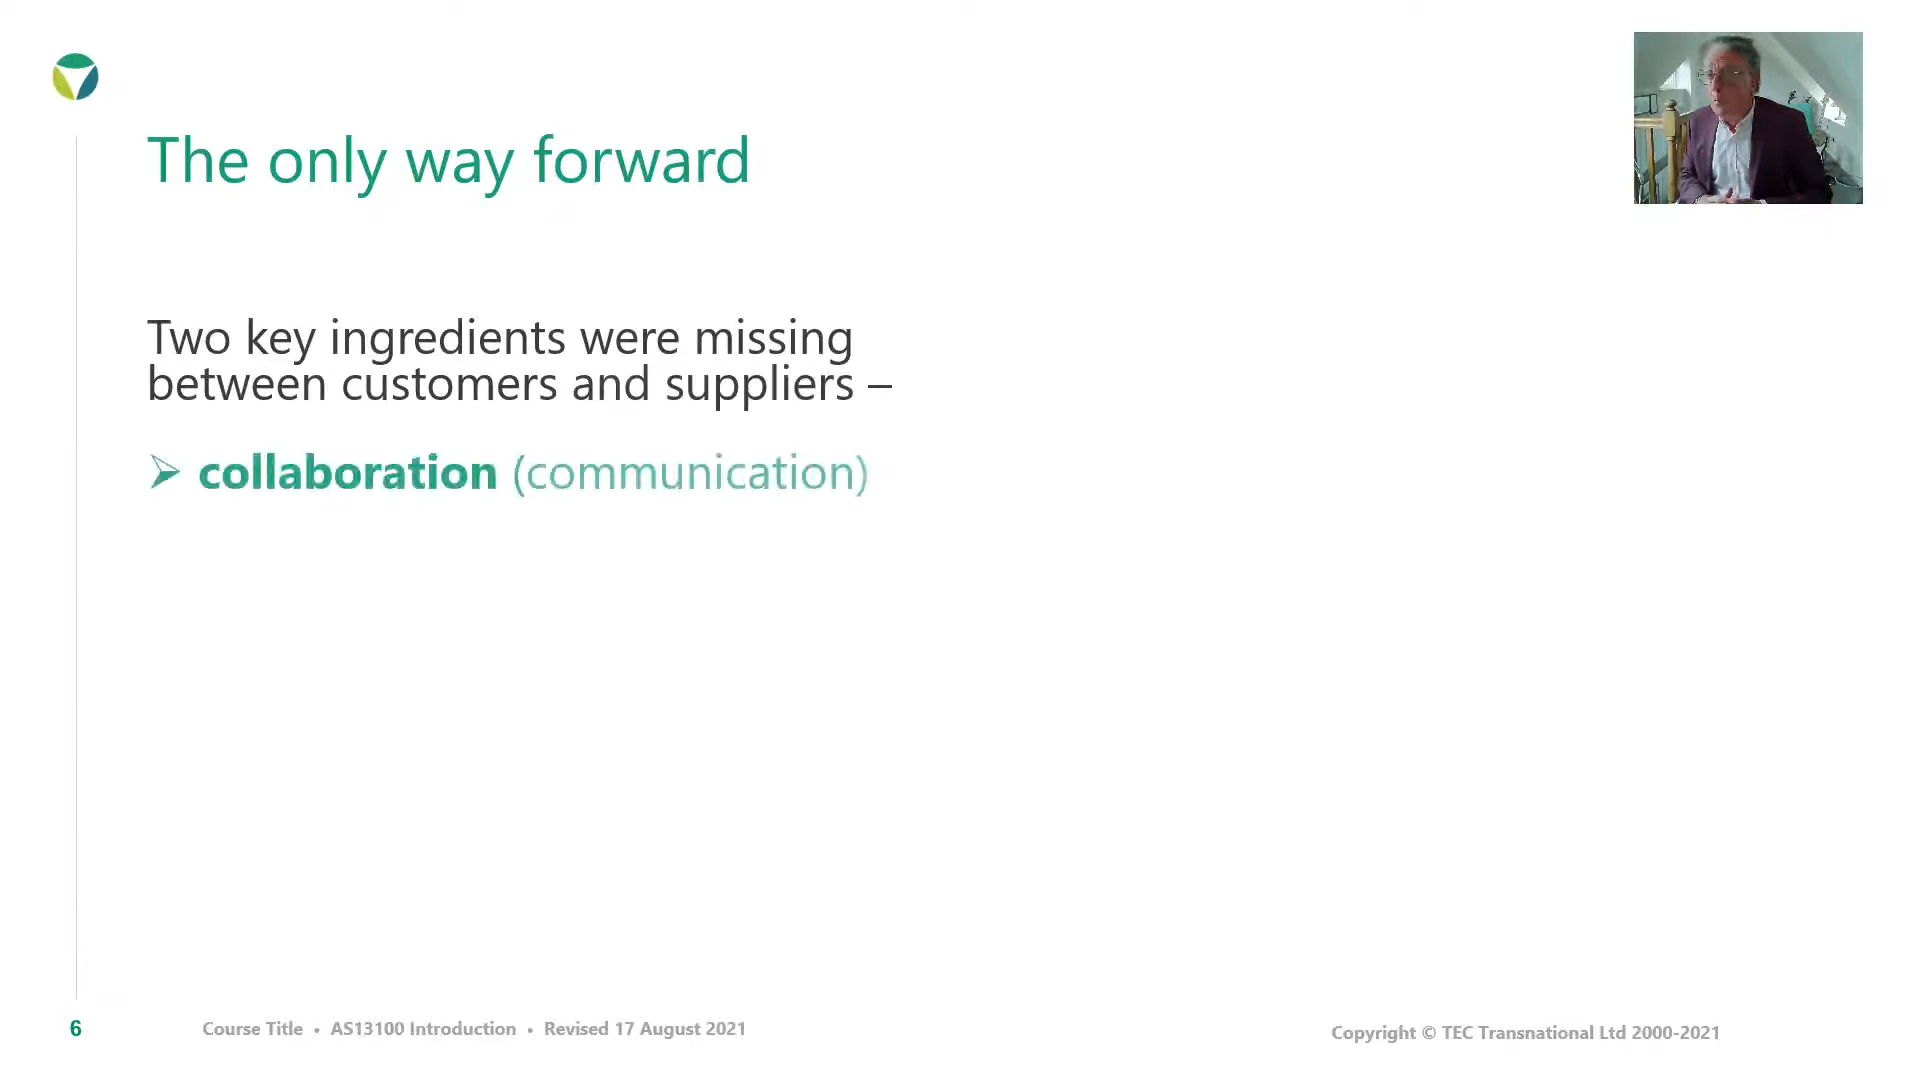 The only way forward
Two key ingredients were missing
between customers and suppliers –
➢ collaboration (communication)
6
Course Title • AS13100 Introduction • Revised 17 August 2021
Copyright © TEC Transnational Ltd 2000-2021